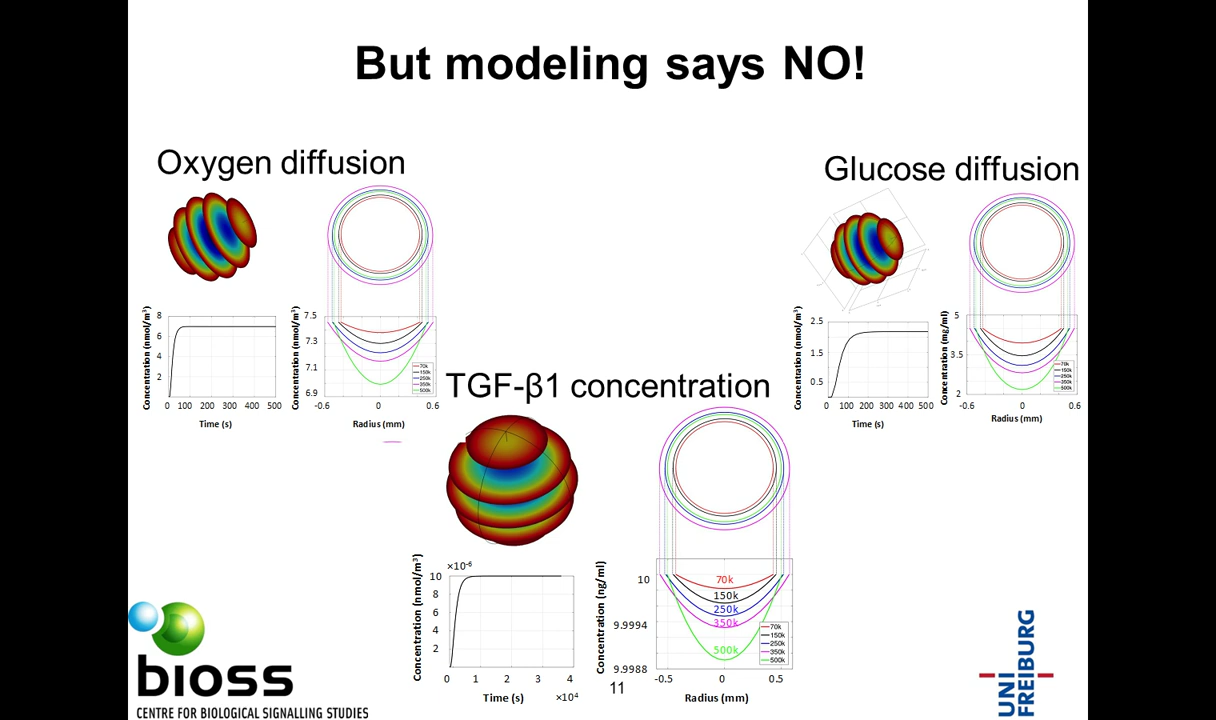 But modeling says NO!
Oxygen diffusion
Concentration (nmol/m³)
8
6
4
2
0 100 200 300 400 500
Time (s)
Concentration (nmol/m³)
7.5
7.3
7.1
6.9
-0.6 0 0.6
Radius (mm)
70k
150k
250k
350k
500k
Glucose diffusion
Concentration (nmol/m³)
2.5
1.5
0.5
0 100 200 300 400 500
Time (s)
Concentration (mg/ml)
5
3.5
2
-0.6 0 0.6
Radius (mm)
70k
150k
250k
350k
500k
TGF-β1 concentration
Concentration (nmol/m³)
×10⁻⁶
10
8
6
4
2
0 1 2 3 4
Time (s) ×10⁴
Concentration (ng/ml)
10
9.9994
9.9988
70k
150k
250k
350k
500k
70k
150k
250k
350k
500k
-0.5 0 0.5
Radius (mm)
11
bioss
CENTRE FOR BIOLOGICAL SIGNALLING STUDIES
UNI
FREIBURG